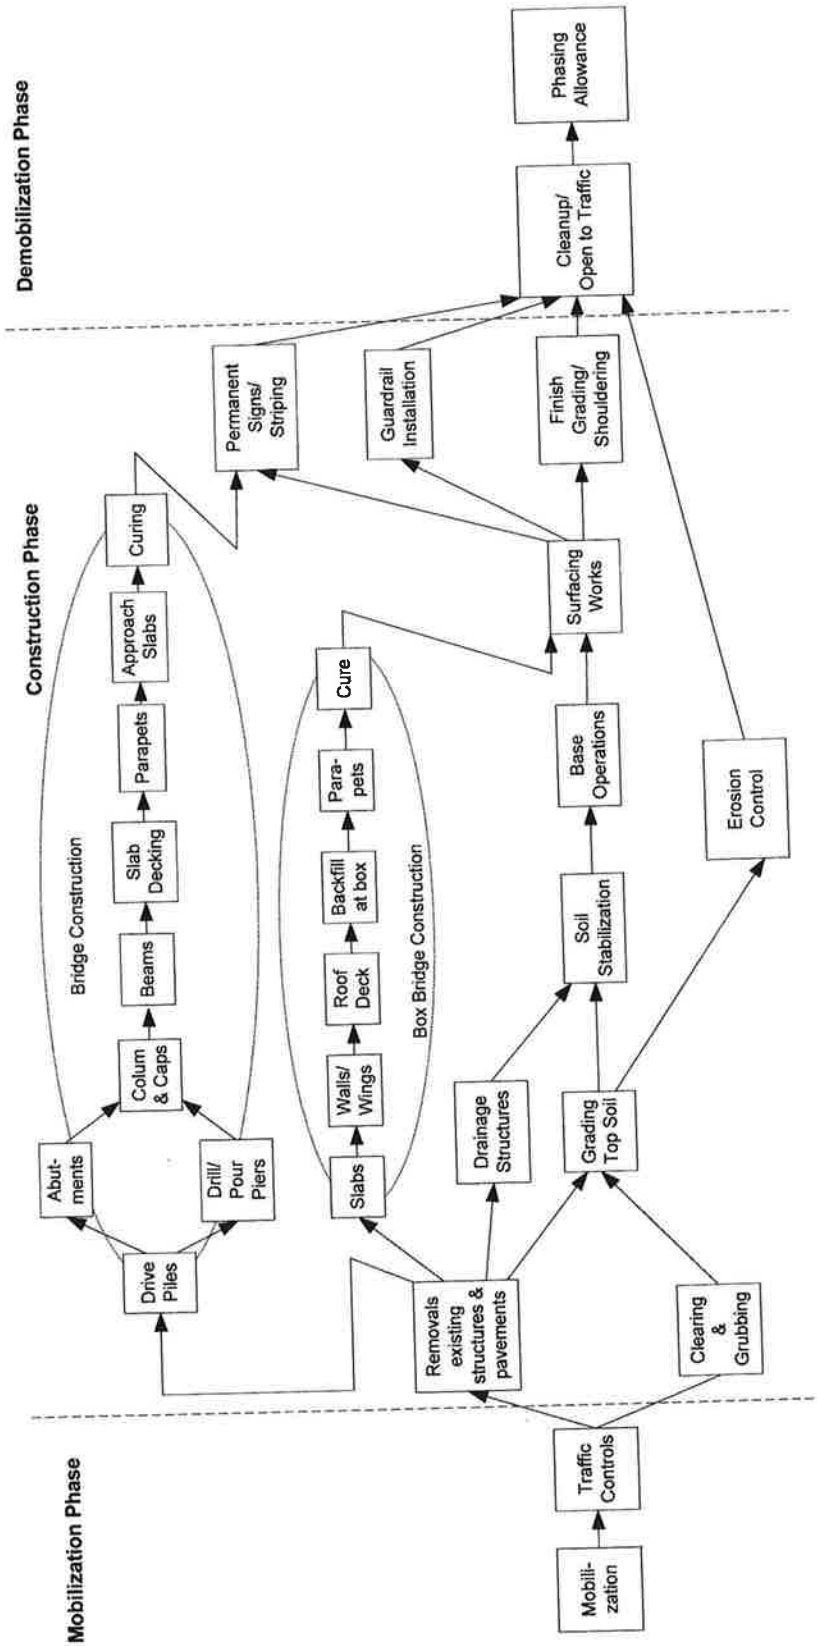 Mobilization Phase
Construction Phase
Demobilization Phase
Mobili-
zation
Traffic
Controls
Removals
existing
structures &
pavements
Clearing
&
Grubbing
Drive
Piles
Abut-
ments
Drill/
Pour
Piers
Colum
& Caps
Beams
Slab
Decking
Parapets
Approach
Slabs
Curing
Bridge Construction
Slabs
Walls/
Wings
Roof
Deck
Backfill
at box
Para-
pets
Cure
Box Bridge Construction
Drainage
Structures
Grading
Top Soil
Soil
Stabilization
Base
Operations
Erosion
Control
Surfacing
Works
Permanent
Signs/
Striping
Guardrail
Installation
Finish
Grading/
Shouldering
Cleanup/
Open to Traffic
Phasing
Allowance